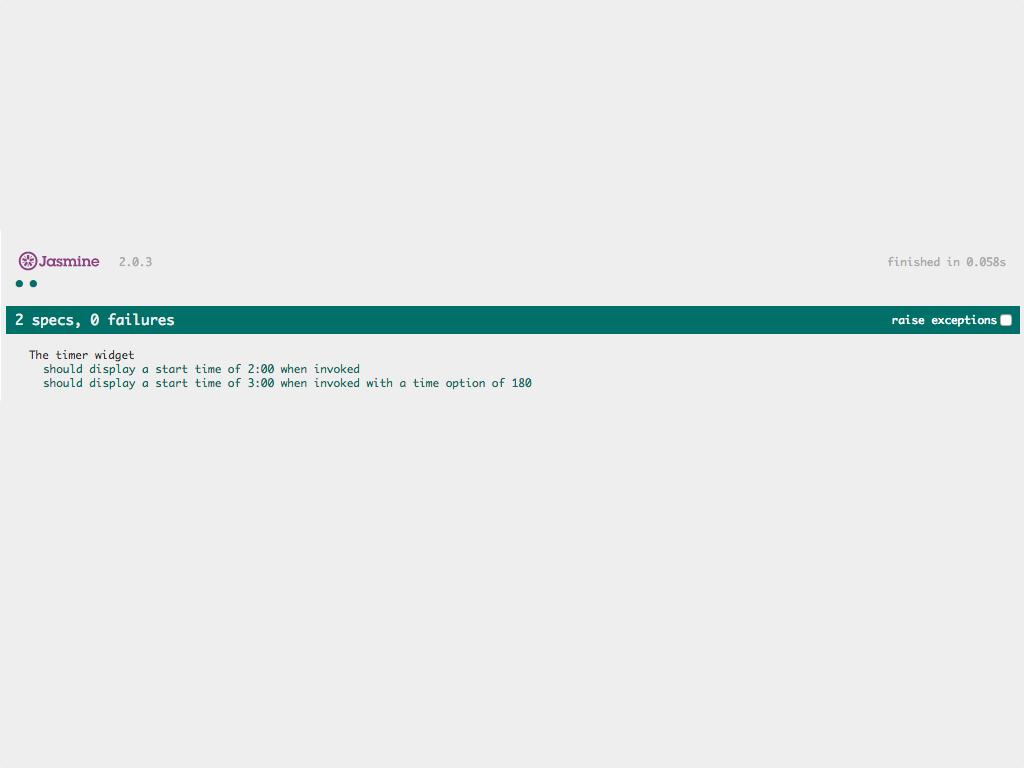 Jasmine 2.0.3 finished in 0.058s
2 specs, 0 failures raise exceptions
The timer widget
should display a start time of 2:00 when invoked
should display a start time of 3:00 when invoked with a time option of 180